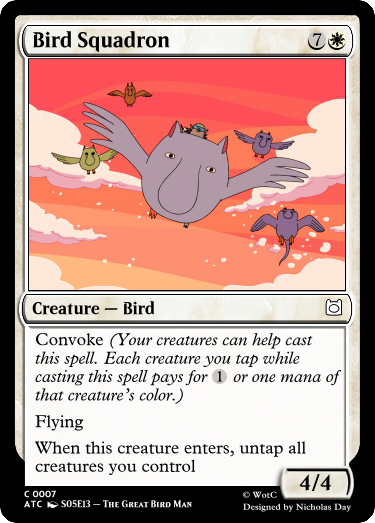 Bird Squadron 7
Creature — Bird
Convoke (Your creatures can help cast
this spell. Each creature you tap while
casting this spell pays for 1 or one mana of
that creature's color.)
Flying
When this creature enters, untap all
creatures you control
4/4
C 0007
ATC S05E13 – The Great Bird Man
© WotC
Designed by Nicholas Day